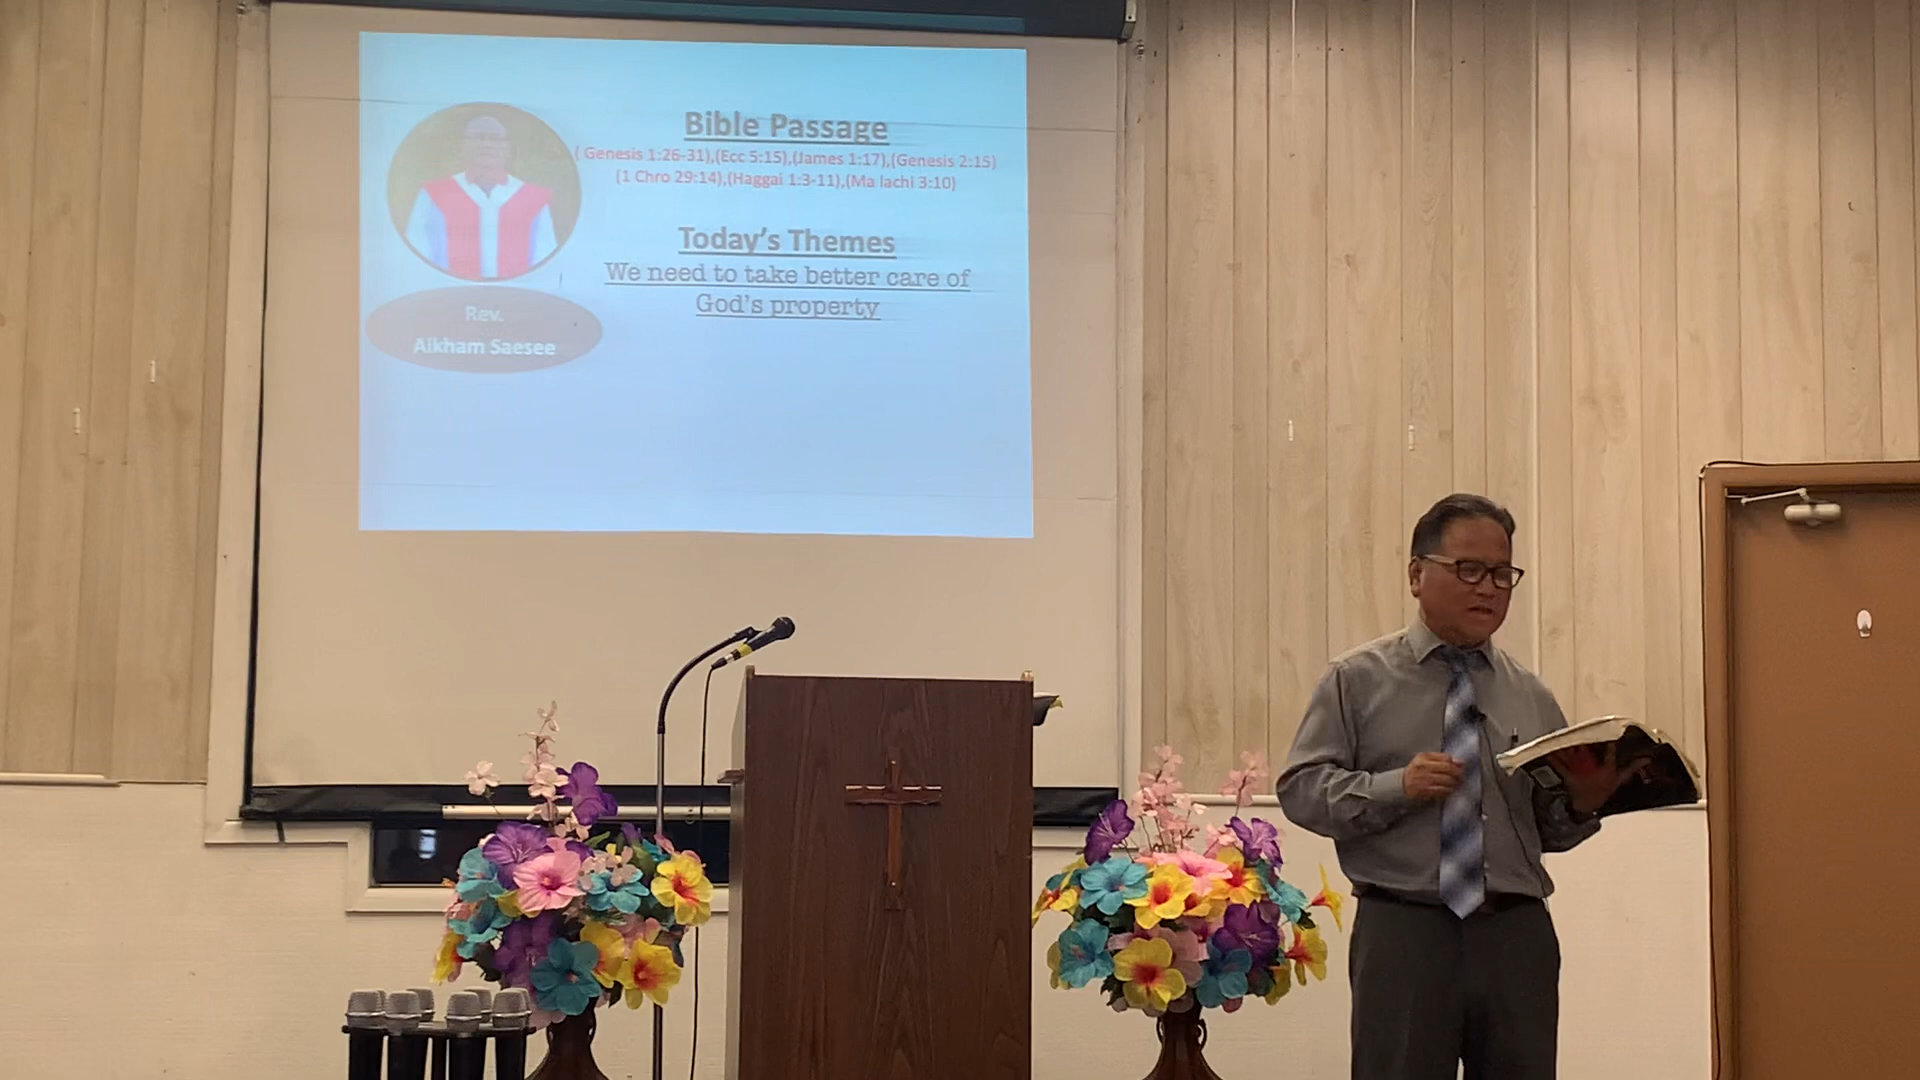 Bible Passage
( Genesis 1:26-31),(Ecc 5:15),(James 1:17),(Genesis 2:15)
(1 Chro 29:14),(Haggai 1:3-11),(Ma lachi 3:10)
Today's Themes
We need to take better care of
God's property
Rev.
Aikham Saesee